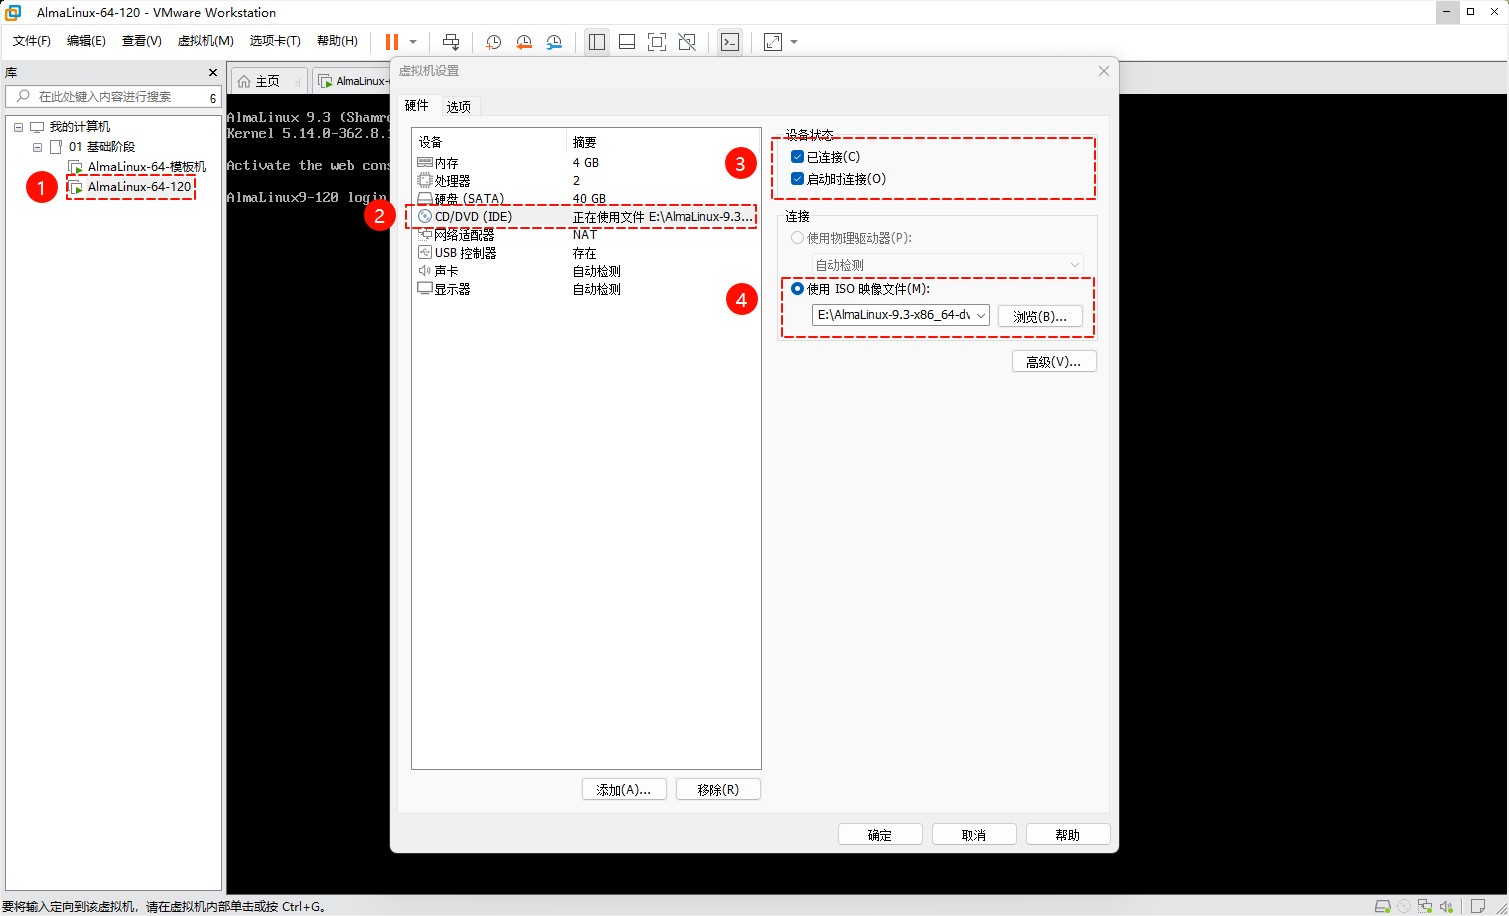 AlmaLinux-64-120 - VMware Workstation
文件(F) 编辑(E) 查看(V) 虚拟机(M) 选项卡(T) 帮助(H)
库
在此处键入内容进行搜索 6
主页
AlmaLinux-
我的计算机
01 基础阶段
AlmaLinux-64-模板机
1
AlmaLinux-64-120
AlmaLinux 9.3 (Shamro
Kernel 5.14.0-362.8.1
Activate the web cons
AlmaLinux9-120 login
虚拟机设置
硬件 选项
设备 摘要
内存 4 GB
处理器 2
硬盘 (SATA) 40 GB
2
CD/DVD (IDE) 正在使用文件 E:\AlmaLinux-9.3...
网络适配器 NAT
USB 控制器 存在
声卡 自动检测
显示器 自动检测
添加(A)... 移除(R)
设备状态
3
已连接(C)
启动时连接(O)
连接
使用物理驱动器(P):
自动检测
4
使用 ISO 映像文件(M):
E:\AlmaLinux-9.3-x86_64-dv 浏览(B)...
高级(V)...
确定 取消 帮助
要将输入定向到该虚拟机，请在虚拟机内部单击或按 Ctrl+G。